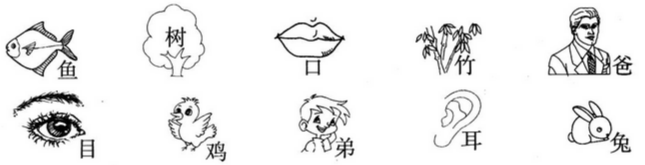 鱼 树 口 竹 爸
目 鸡 弟 耳 兔